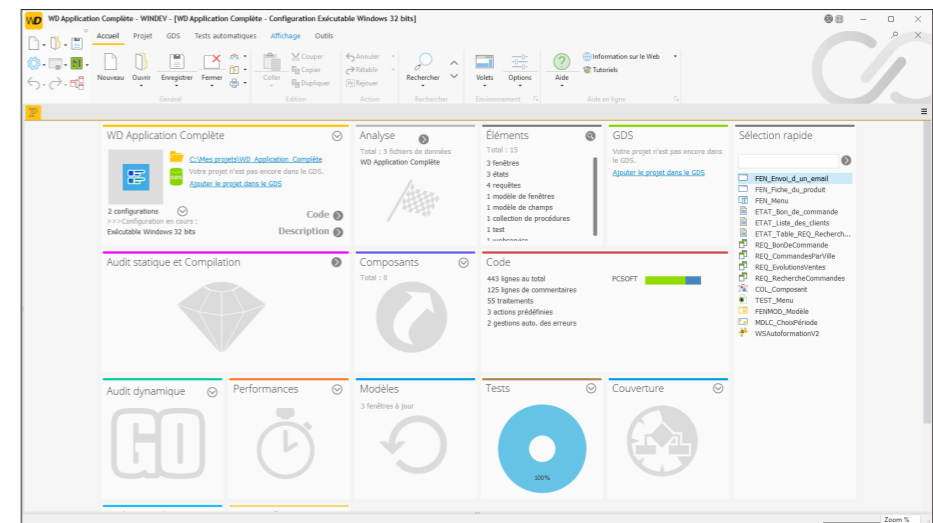 WD WD Application Complète - WINDEV - [WD Application Complète - Configuration Exécutable Windows 32 bits]
Accueil Projet GDS Tests automatiques Affichage Outils
Nouveau Ouvrir Enregistrer Fermer
Général
Coller
Couper
Copier
Dupliquer
Edition
Annuler
Rétablir
Rejouer
Action
Rechercher
Rechercher
Volets Options
Environnement
Aide
Information sur le Web
Tutoriels
Aide en ligne
WD Application Complète
C:\Mes projets\WD Application Complète
Votre projet n'est pas encore dans le GDS.
Ajouter le projet dans le GDS
2 configurations
>>>Configuration en cours :
Exécutable Windows 32 bits
Code
Description
Analyse
Total : 5 fichiers de données
WD Application Complète
Éléments
Total : 15
3 fenêtres
3 états
4 requêtes
1 modèle de fenêtres
1 modèle de champs
1 collection de procédures
1 test
1 webservice
GDS
Votre projet n'est pas encore dans
le GDS.
Ajouter le projet dans le GDS
Sélection rapide
FEN_Envoi_d_un_email
FEN_Fiche_du_produit
FEN_Menu
ETAT_Bon_de_commande
ETAT_Liste_des_clients
ETAT_Table_REQ_Recherch...
REQ_BonDeCommande
REQ_CommandesParVille
REQ_EvolutionsVentes
REQ_RechercheCommandes
COL_Composant
TEST_Menu
FENMOD_Modèle
MDLC_ChoixPériode
WSAutoformationV2
Audit statique et Compilation
Composants
Total : 0
Code
443 lignes au total
125 lignes de commentaires
55 traitements
3 actions prédéfinies
2 gestions auto. des erreurs
PCSOFT
Audit dynamique
GO
Performances
Modèles
3 fenêtres à jour
Tests
100%
Couverture
Zoom %